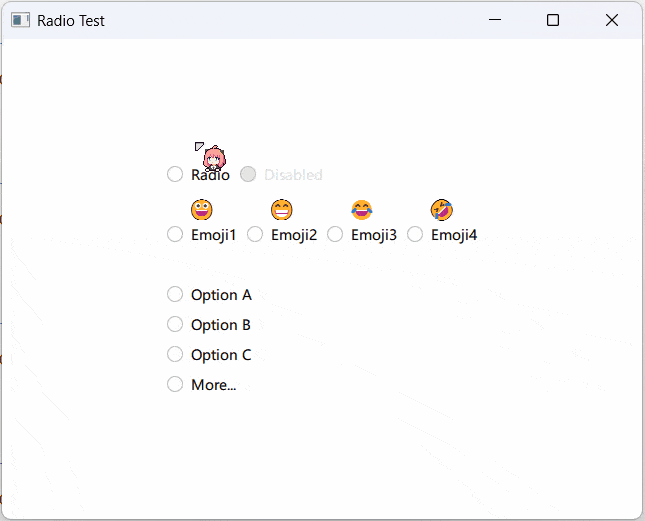 Radio Test
Radio Disabled
Emoji1 Emoji2 Emoji3 Emoji4
Option A
Option B
Option C
More...